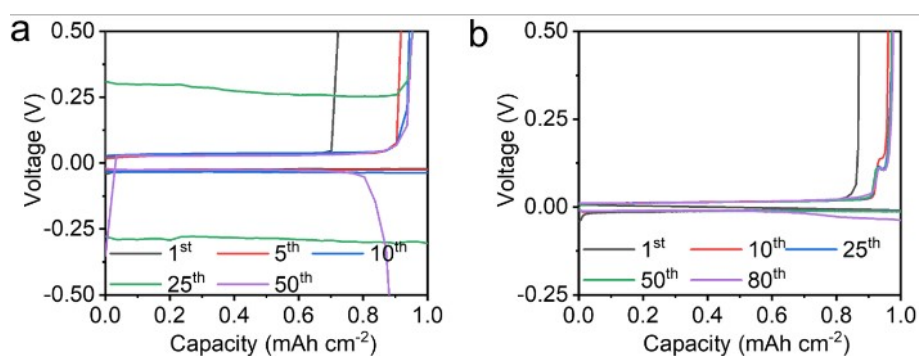 a
0.50
0.25
0.00
-0.25
-0.50
Voltage (V)
1st 5th 10th
25th 50th
0.0 0.2 0.4 0.6 0.8 1.0
Capacity (mAh cm-2)
b
0.50
0.25
0.00
-0.25
Voltage (V)
1st 10th 25th
50th 80th
0.0 0.2 0.4 0.6 0.8 1.0
Capacity (mAh cm-2)